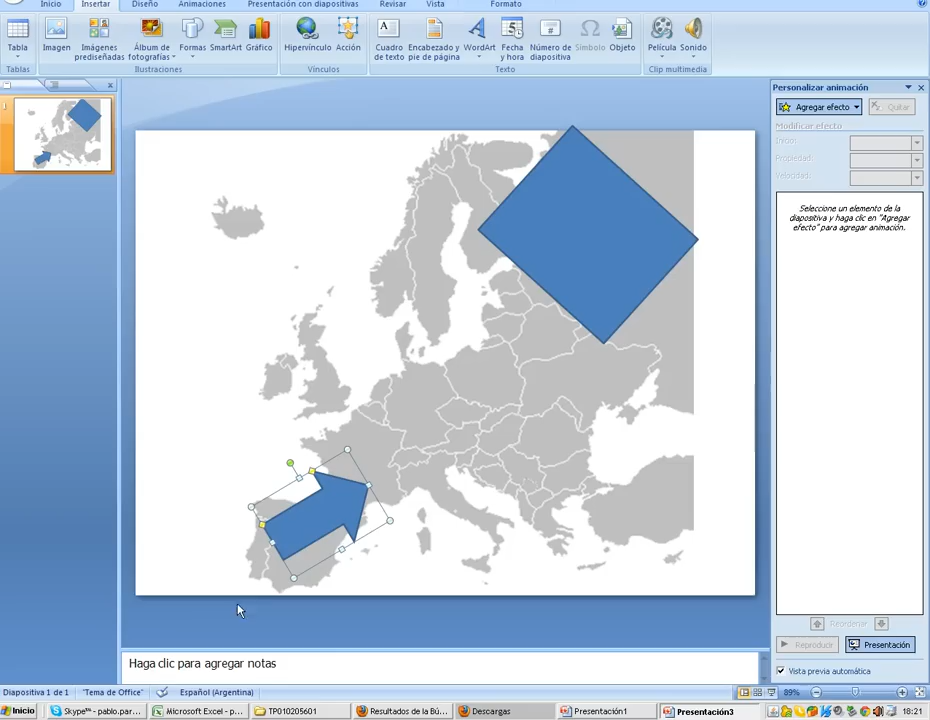 Inicio Insertar Diseño Animaciones Presentación con diapositivas Revisar Vista Formato
Tabla
Imagen
Imágenes prediseñadas
Álbum de fotografías
Formas
SmartArt
Gráfico
Hipervínculo
Acción
Cuadro de texto
Encabezado y pie de página
WordArt
Fecha y hora
Número de diapositiva
Símbolo
Objeto
Película
Sonido
Tablas Ilustraciones Vínculos Texto Clip multimedia
1
Personalizar animación
Agregar efecto Quitar
Modificar efecto
Inicio:
Propiedad:
Velocidad:
Seleccione un elemento de la
diapositiva y haga clic en "Agregar
efecto" para agregar animación.
Reordenar
Reproducir Presentación
Vista previa automática
Haga clic para agregar notas
Diapositiva 1 de 1 "Tema de Office" Español (Argentina) 89%
Inicio Skype™ - pablo.par... Microsoft Excel - p... TP010205601 Resultados de la Bú... Descargas Presentación1 Presentación3 18:21